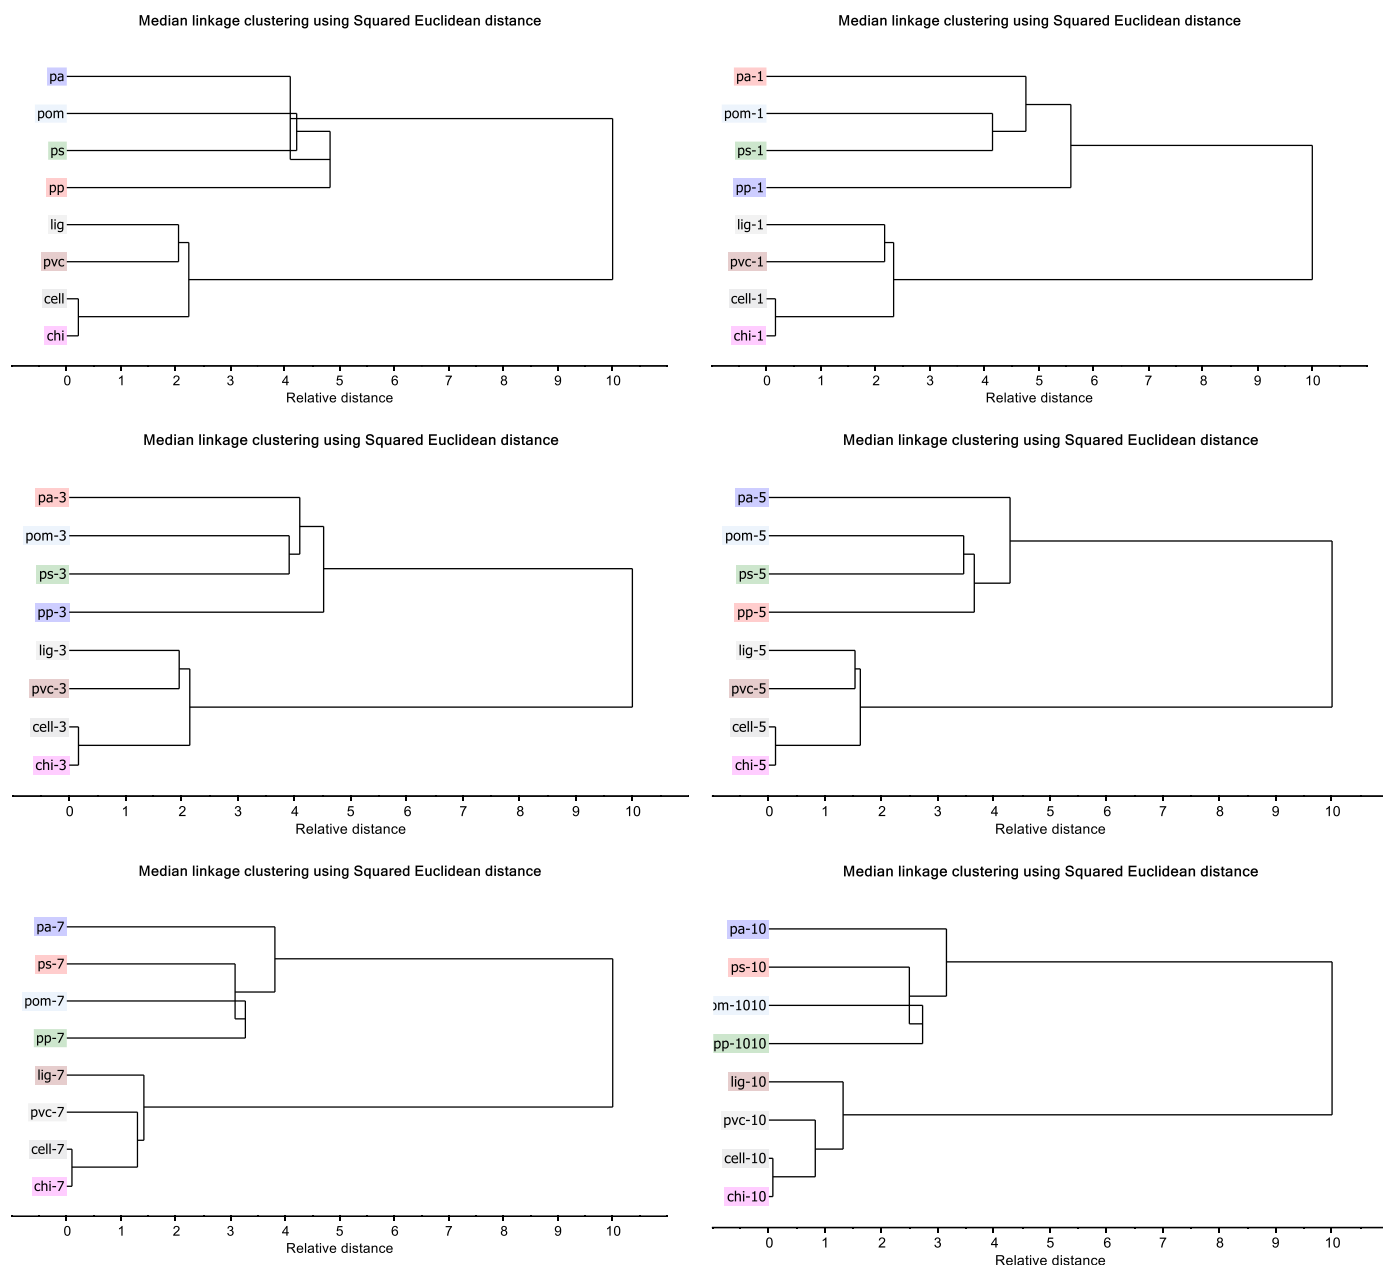 Median linkage clustering using Squared Euclidean distance
pa
pom
ps
pp
lig
pvc
cell
chi
0 1 2 3 4 5 6 7 8 9 10
Relative distance
Median linkage clustering using Squared Euclidean distance
pa-1
pom-1
ps-1
pp-1
lig-1
pvc-1
cell-1
chi-1
0 1 2 3 4 5 6 7 8 9 10
Relative distance
Median linkage clustering using Squared Euclidean distance
pa-3
pom-3
ps-3
pp-3
lig-3
pvc-3
cell-3
chi-3
0 1 2 3 4 5 6 7 8 9 10
Relative distance
Median linkage clustering using Squared Euclidean distance
pa-5
pom-5
ps-5
pp-5
lig-5
pvc-5
cell-5
chi-5
0 1 2 3 4 5 6 7 8 9 10
Relative distance
Median linkage clustering using Squared Euclidean distance
pa-7
ps-7
pom-7
pp-7
lig-7
pvc-7
cell-7
chi-7
0 1 2 3 4 5 6 7 8 9 10
Relative distance
Median linkage clustering using Squared Euclidean distance
pa-10
ps-10
om-1010
pp-1010
lig-10
pvc-10
cell-10
chi-10
0 1 2 3 4 5 6 7 8 9 10
Relative distance